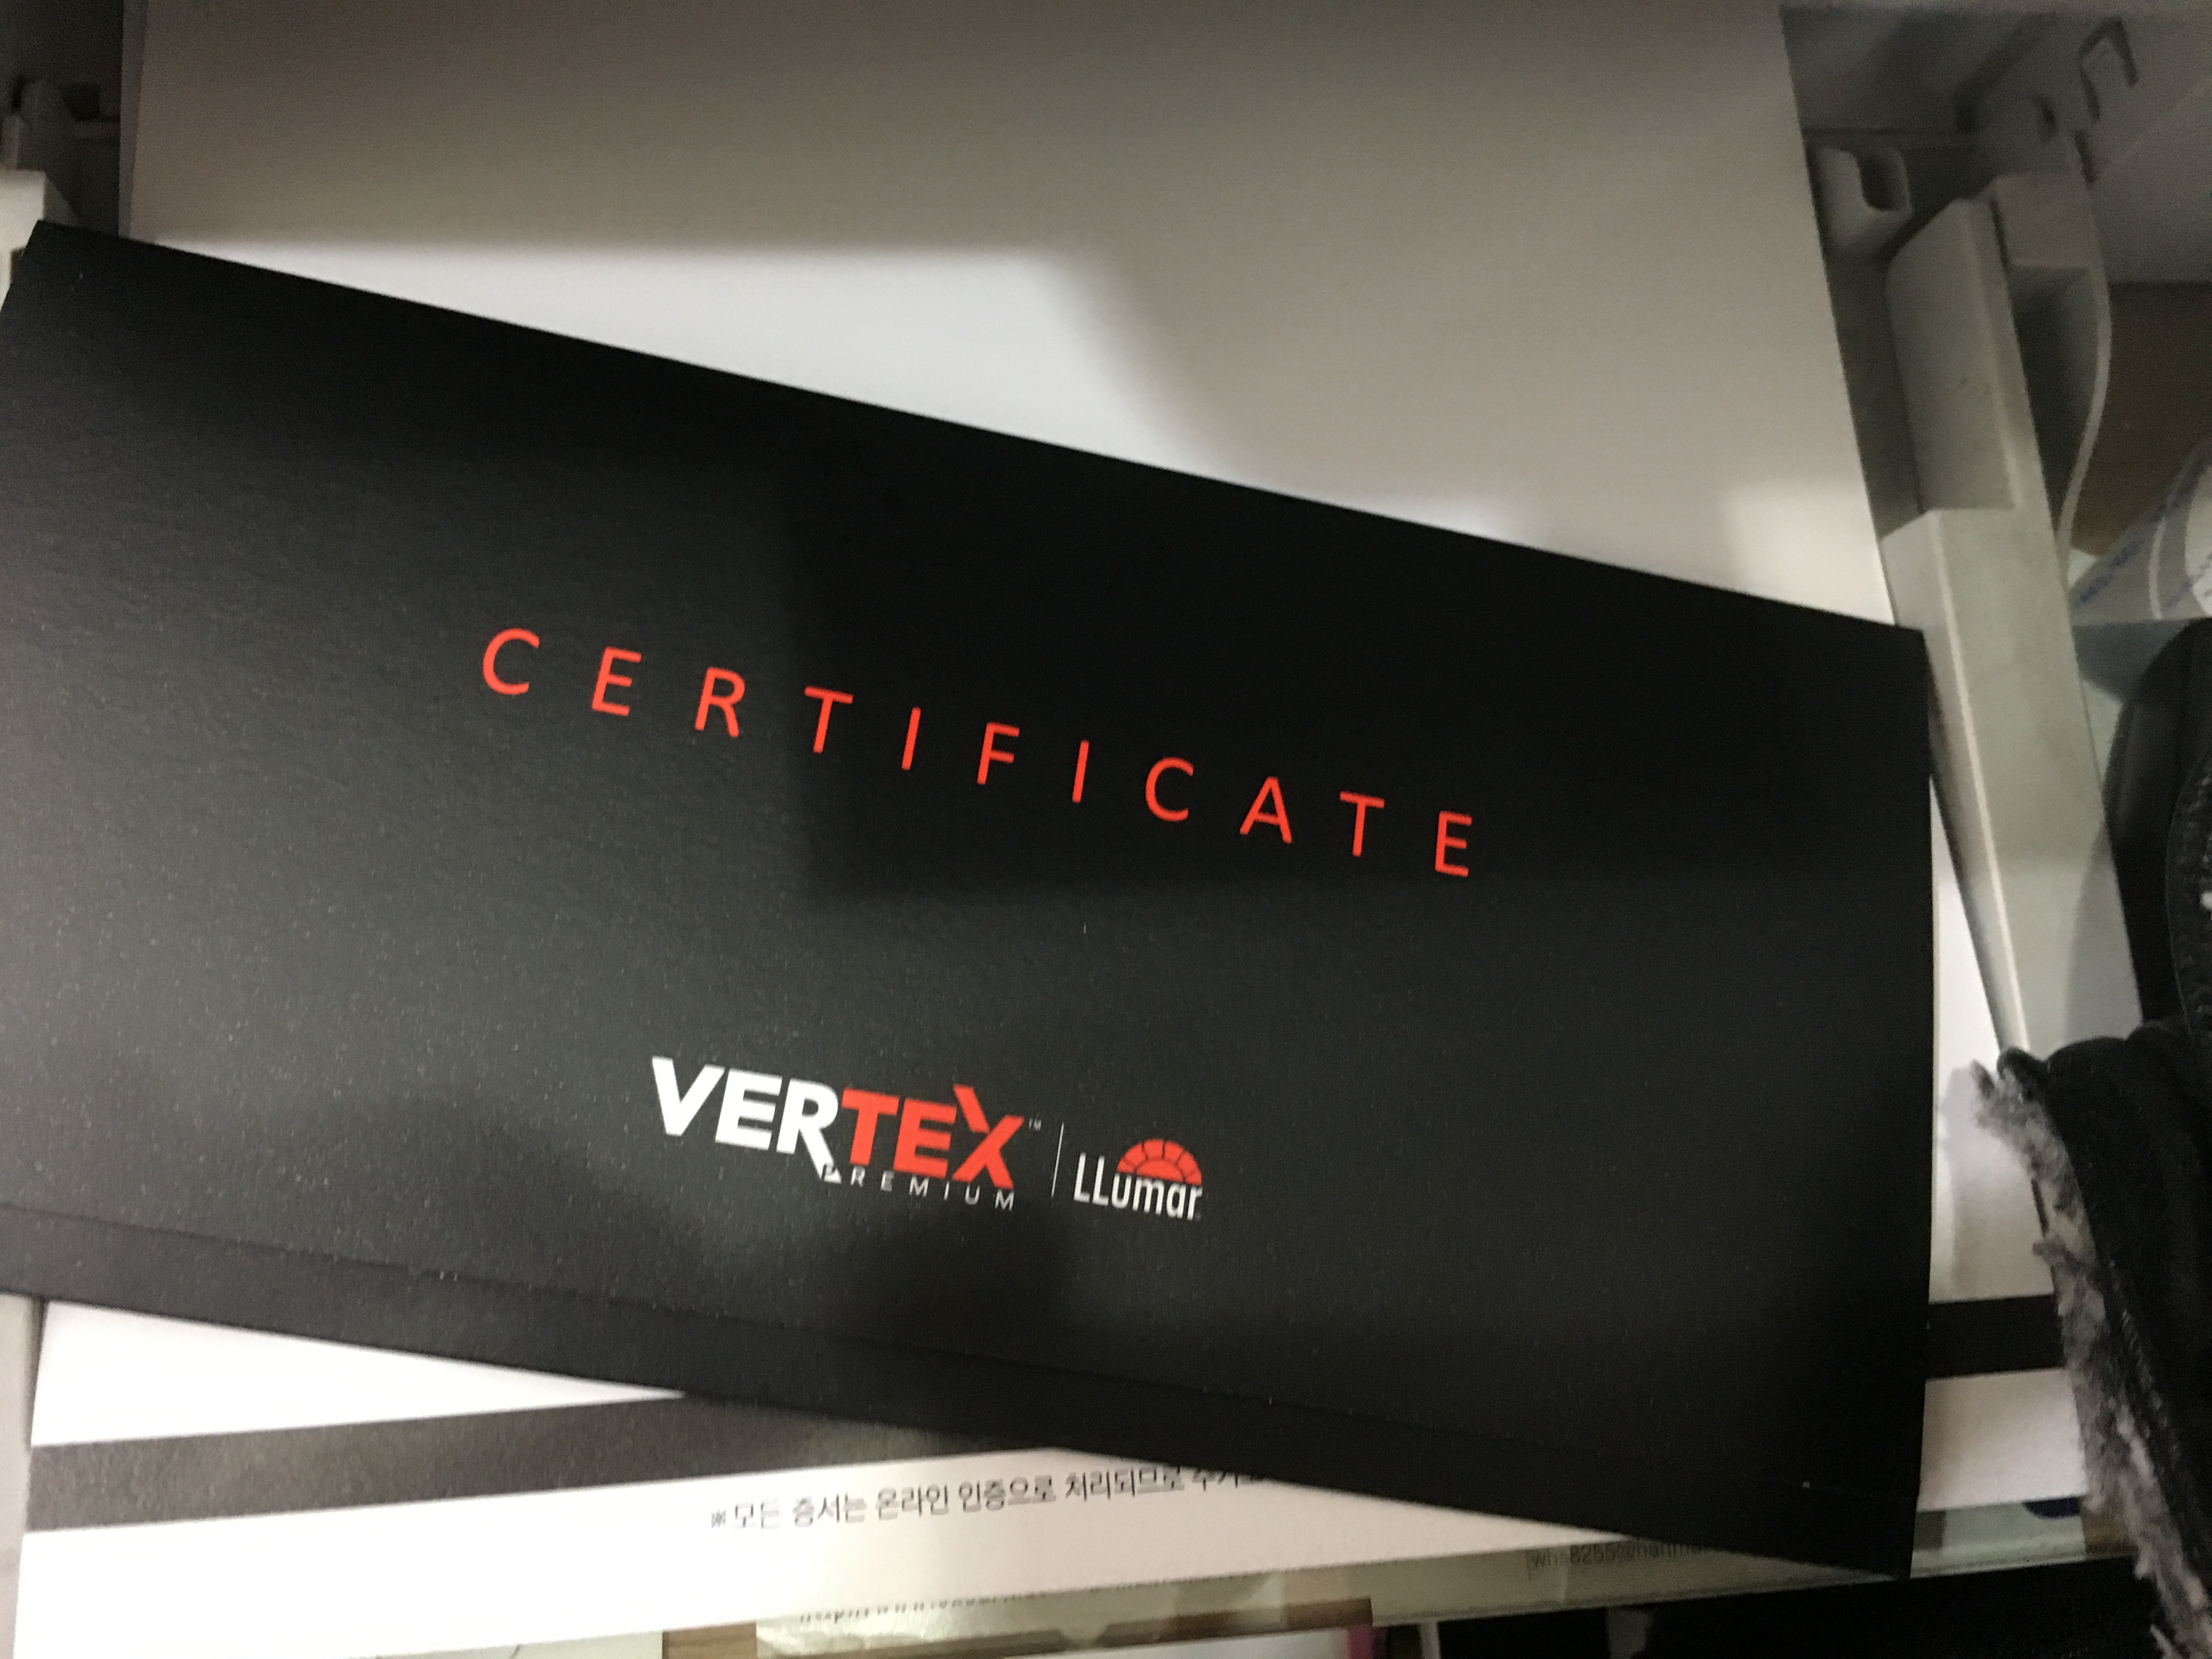 CERTIFICATE
VERTEX™
PREMIUM
LLumar
※ 모든 증서는 온라인 인증으로 처리되므로